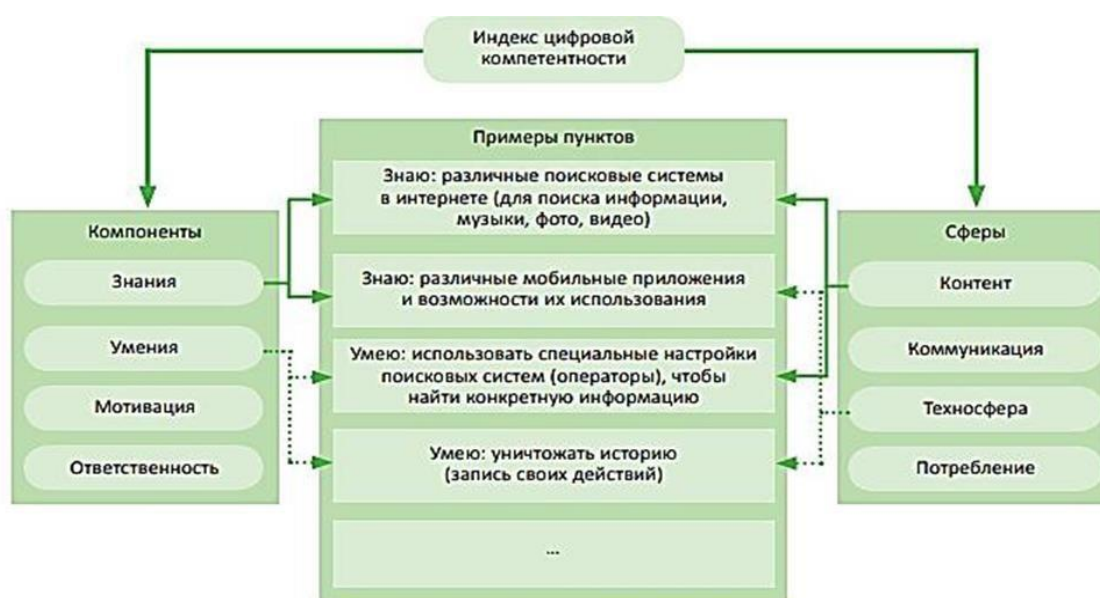 Индекс цифровой
компетентности
Компоненты
Знания
Умения
Мотивация
Ответственность
Примеры пунктов
Знаю: различные поисковые системы
в интернете (для поиска информации,
музыки, фото, видео)
Знаю: различные мобильные приложения
и возможности их использования
Умею: использовать специальные настройки
поисковых систем (операторы), чтобы
найти конкретную информацию
Умею: уничтожать историю
(запись своих действий)
...
Сферы
Контент
Коммуникация
Техносфера
Потребление